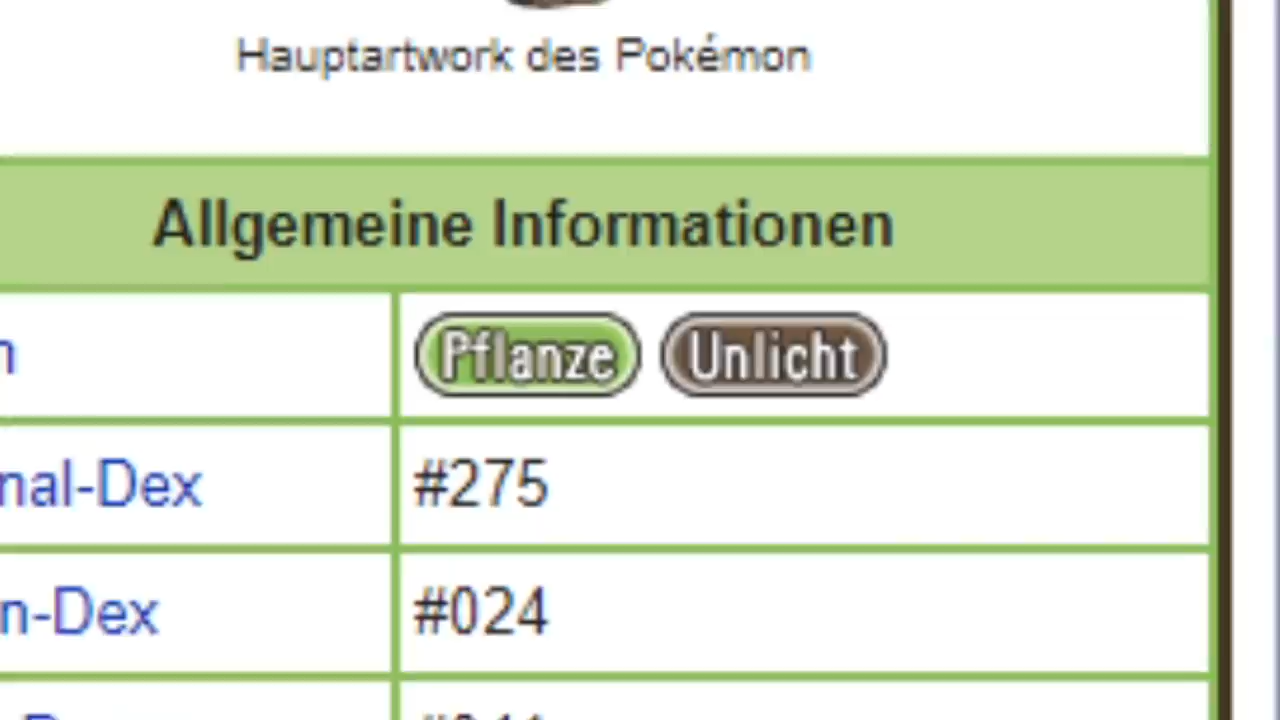 Hauptartwork des Pokémon
Allgemeine Informationen
Pflanze Unlicht
nal-Dex #275
n-Dex #024